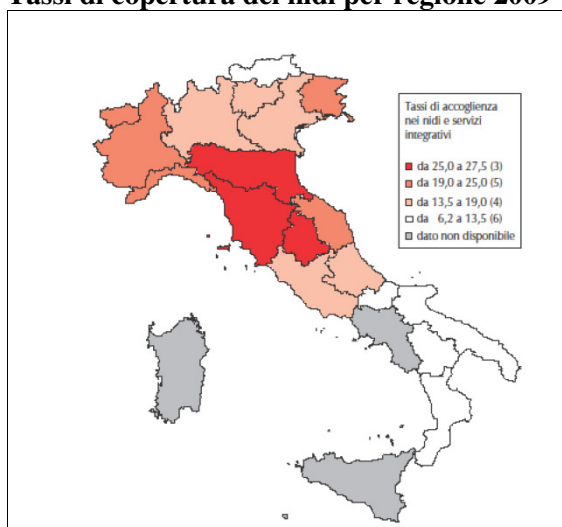 Tassi di copertura dei nidi per regione 2009
Tassi di accoglienza
nei nidi e servizi
integrativi
da 25,0 a 27,5 (3)
da 19,0 a 25,0 (5)
da 13,5 a 19,0 (4)
da 6,2 a 13,5 (6)
dato non disponibile